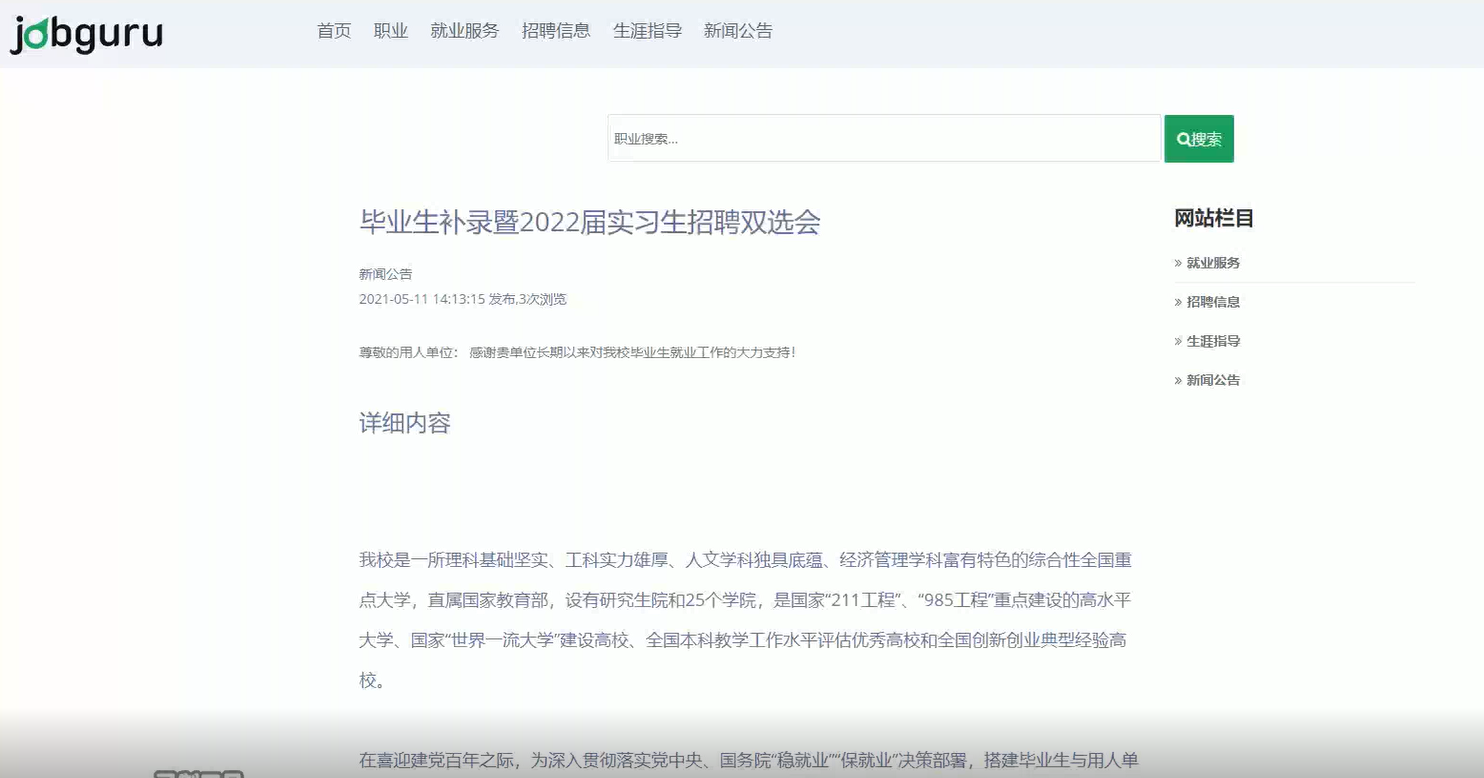 jobguru
首页 职业 就业服务 招聘信息 生涯指导 新闻公告
职业搜索...
搜索
毕业生补录暨2022届实习生招聘双选会
新闻公告
2021-05-11 14:13:15 发布,3次浏览
尊敬的用人单位： 感谢贵单位长期以来对我校毕业生就业工作的大力支持！
详细内容
我校是一所理科基础坚实、工科实力雄厚、人文学科独具底蕴、经济管理学科富有特色的综合性全国重
点大学，直属国家教育部，设有研究生院和25个学院，是国家“211工程”、“985工程”重点建设的高水平
大学、国家“世界一流大学”建设高校、全国本科教学工作水平评估优秀高校和全国创新创业典型经验高
校。
在喜迎建党百年之际，为深入贯彻落实党中央、国务院“稳就业”“保就业”决策部署，搭建毕业生与用人单
网站栏目
» 就业服务
» 招聘信息
» 生涯指导
» 新闻公告